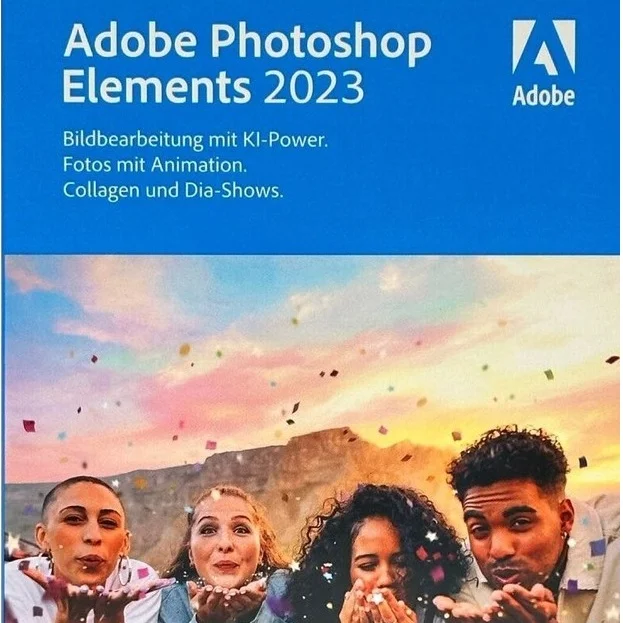 Adobe Photoshop
Elements 2023
Adobe
Bildbearbeitung mit KI-Power.
Fotos mit Animation.
Collagen und Dia-Shows.